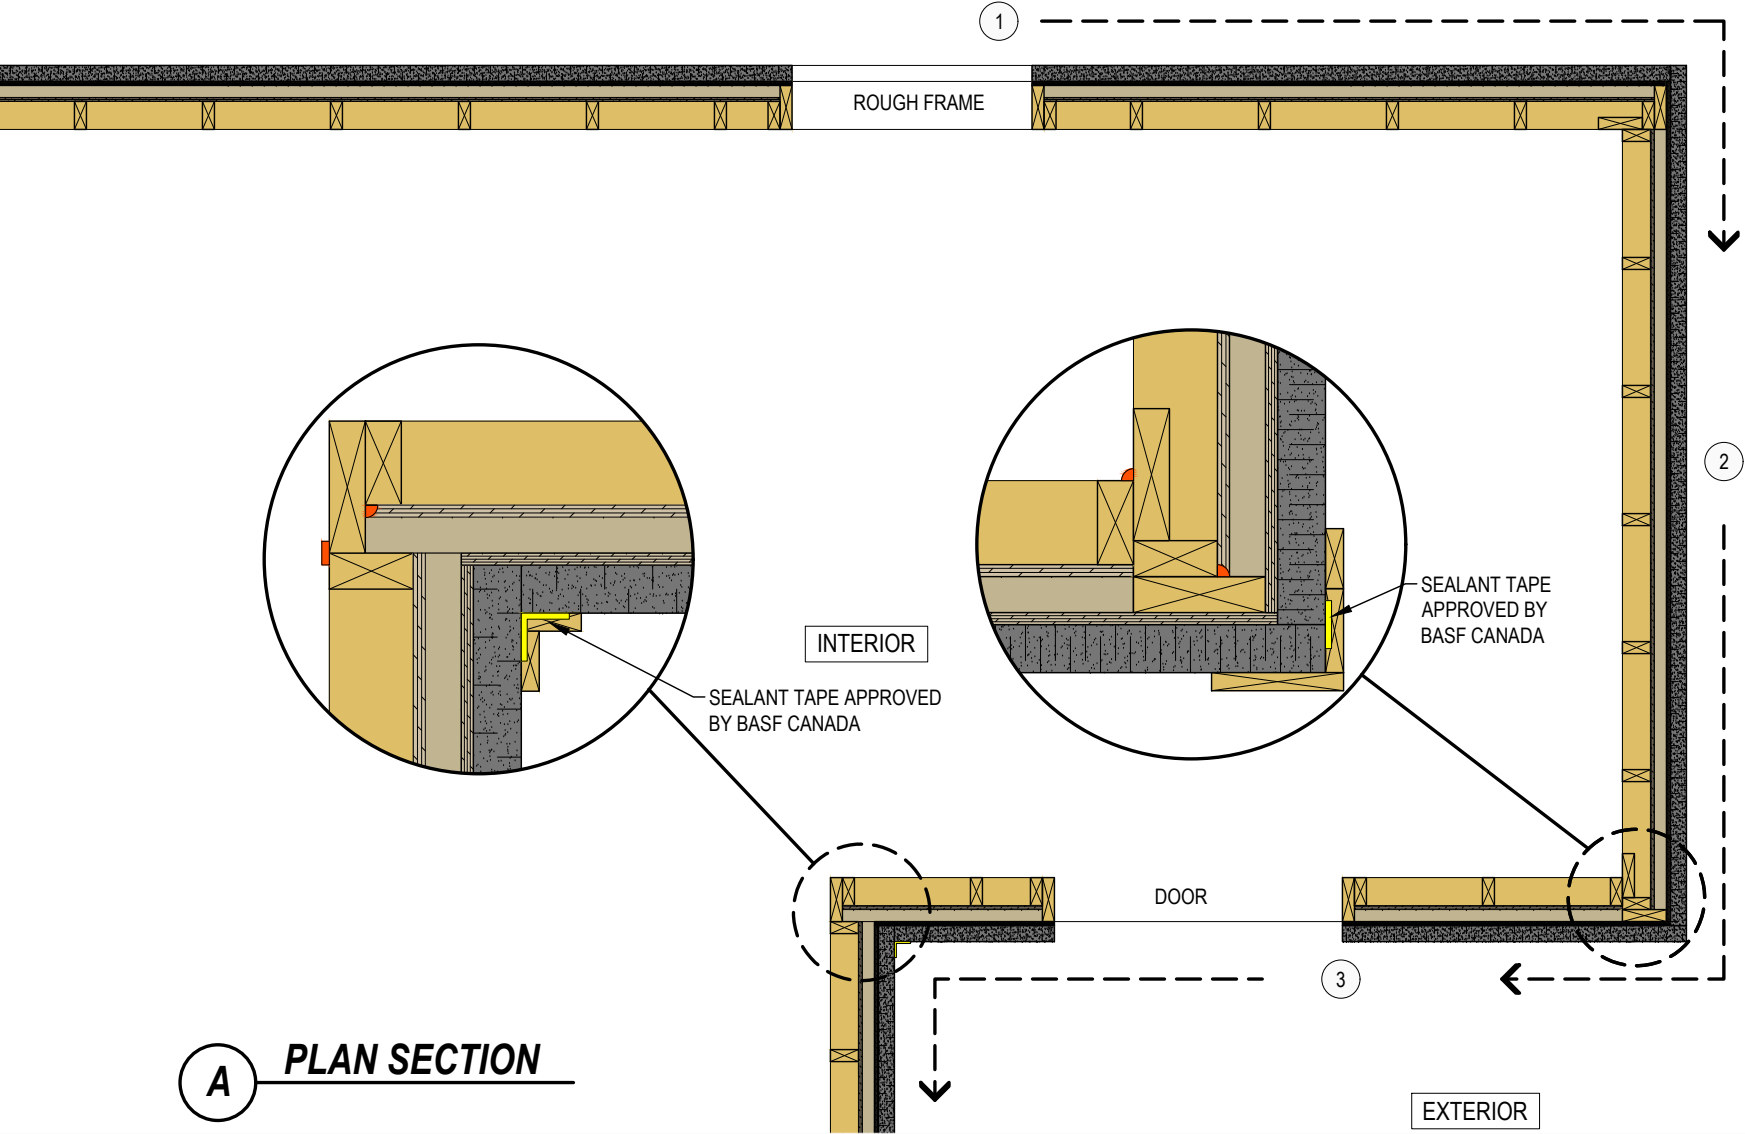 1
ROUGH FRAME
2
SEALANT TAPE
APPROVED BY
BASF CANADA
INTERIOR
SEALANT TAPE APPROVED
BY BASF CANADA
DOOR
3
A PLAN SECTION
EXTERIOR